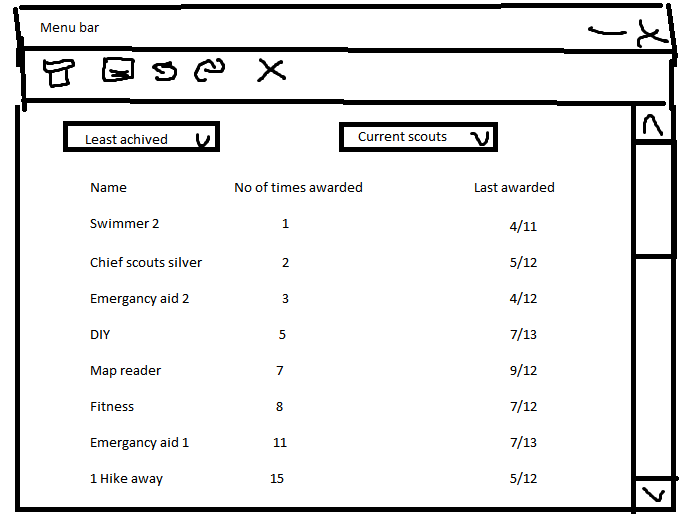 Menu bar
Least achived
Current scouts
Name No of times awarded Last awarded
Swimmer 2 1 4/11
Chief scouts silver 2 5/12
Emergancy aid 2 3 4/12
DIY 5 7/13
Map reader 7 9/12
Fitness 8 7/12
Emergancy aid 1 11 7/13
1 Hike away 15 5/12